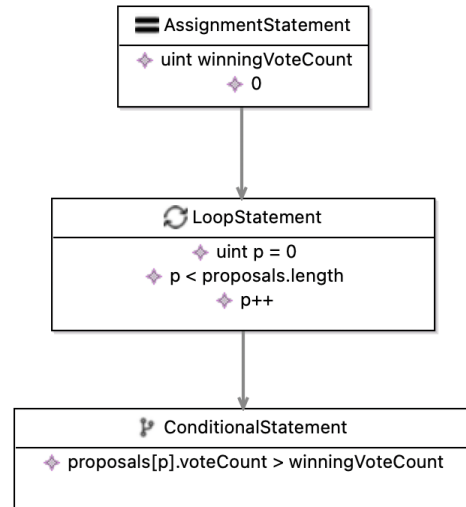 AssignmentStatement
uint winningVoteCount
0
LoopStatement
uint p = 0
p < proposals.length
p++
ConditionalStatement
proposals[p].voteCount > winningVoteCount